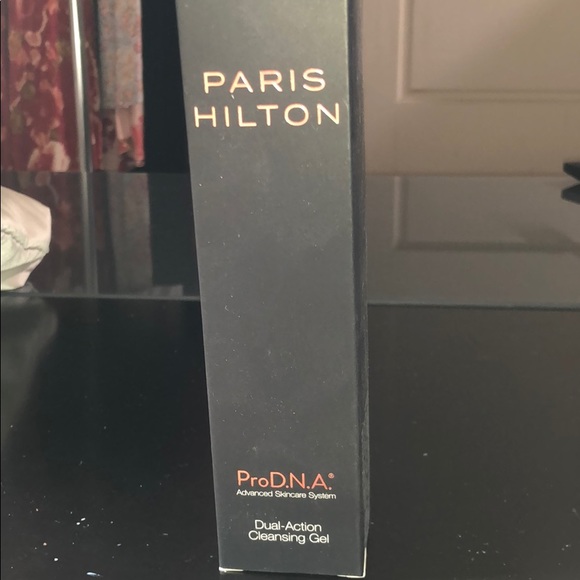 PARIS
HILTON
ProD.N.A.®
Advanced Skincare System
Dual-Action
Cleansing Gel